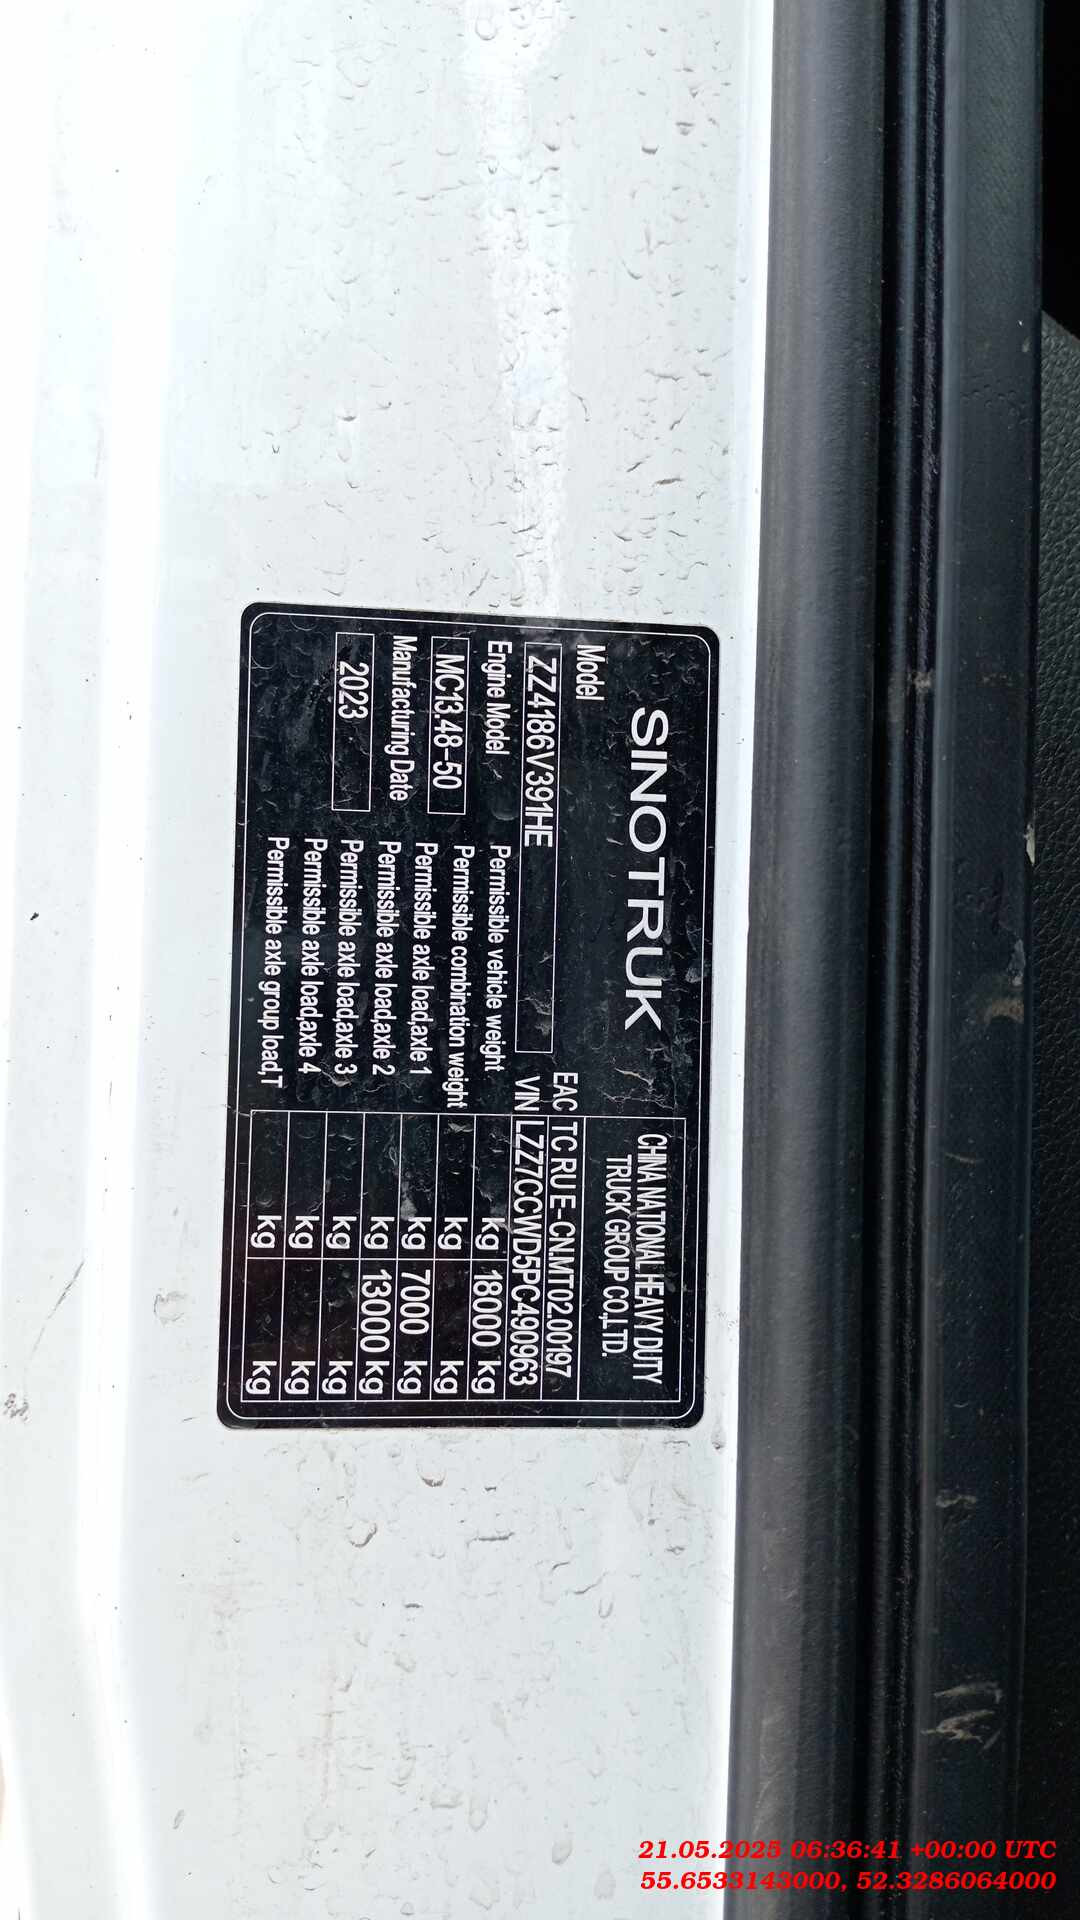 SINOTRUK
CHINA NATIONAL HEAVY DUTY
TRUCK GROUP CO.,LTD.
Model
EAC TC RU E-CN.MT02.00197
ZZ4186V391HE
VIN LZZ7CCWD5PC490963
Engine Model
MC13.48-50
Manufacturing Date
2023
Permissible vehicle weight kg 18000 kg
Permissible combination weight kg kg
Permissible axle load,axle 1 kg 7000 kg
Permissible axle load,axle 2 kg 13000 kg
Permissible axle load,axle 3 kg kg
Permissible axle load,axle 4 kg kg
Permissible axle group load,T kg kg
21.05.2025 06:36:41 +00:00 UTC
55.6533143000, 52.3286064000